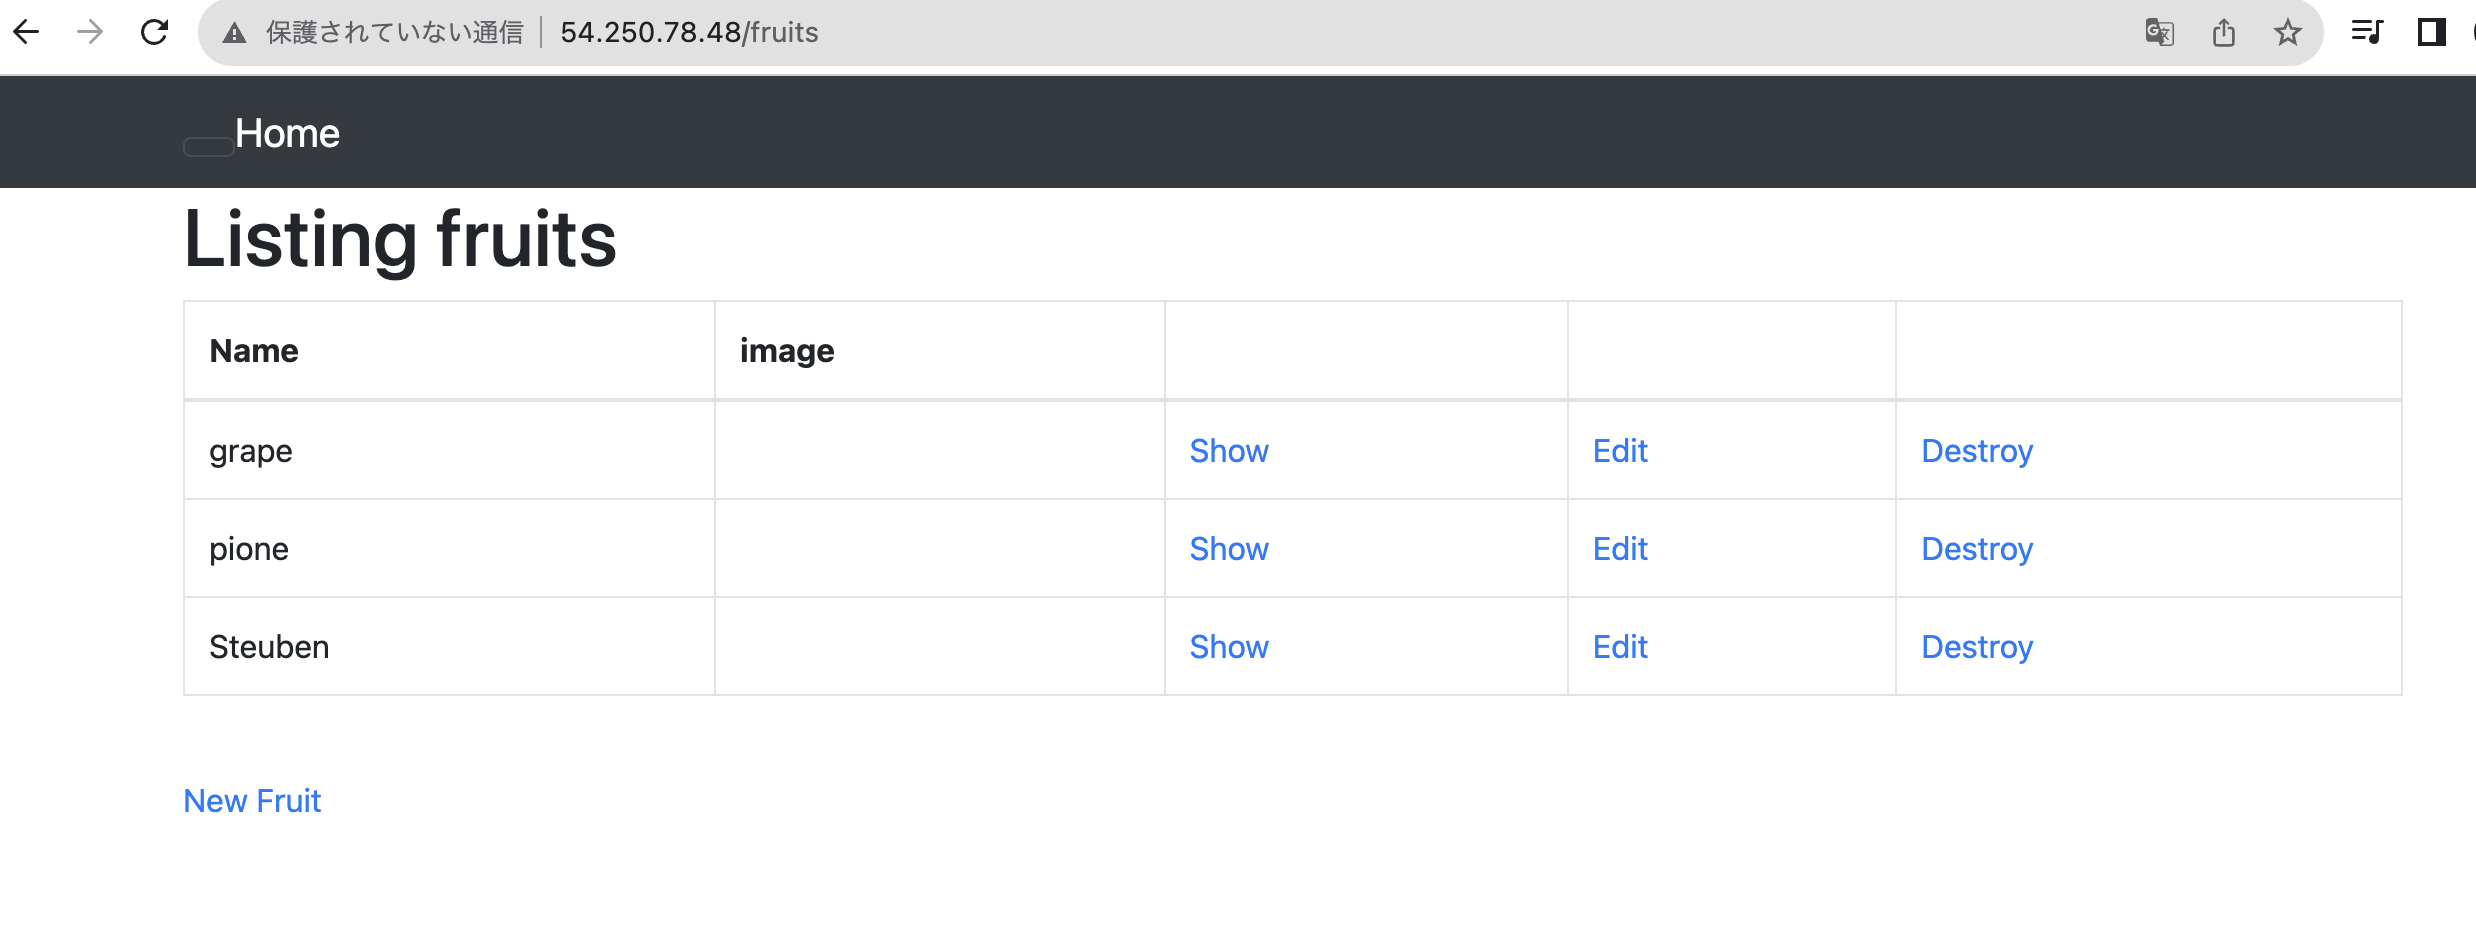 保護されていない通信 54.250.78.48/fruits
Home
Listing fruits
Name image
grape Show Edit Destroy
pione Show Edit Destroy
Steuben Show Edit Destroy
New Fruit